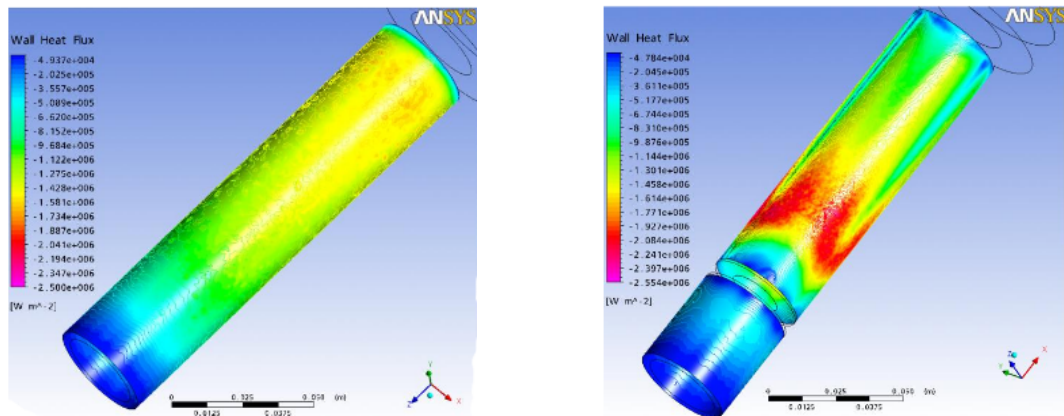 ANSYS
Wall Heat Flux
-4.937e+004
-2.025e+005
-3.557e+005
-5.089e+005
-6.620e+005
-8.152e+005
-9.684e+005
-1.122e+006
-1.275e+006
-1.428e+006
-1.581e+006
-1.734e+006
-1.887e+006
-2.041e+006
-2.194e+006
-2.347e+006
-2.500e+006
[W m^-2]
0 0.025 0.050 (m)
0.0125 0.0375
Y
Z X
ANSYS
Wall Heat Flux
-4.784e+004
-2.045e+005
-3.611e+005
-5.177e+005
-6.744e+005
-8.310e+005
-9.876e+005
-1.144e+006
-1.301e+006
-1.458e+006
-1.614e+006
-1.771e+006
-1.927e+006
-2.084e+006
-2.241e+006
-2.397e+006
-2.554e+006
[W m^-2]
0.025 0.050 (m)
0.0125 0.0375
Z X
Y